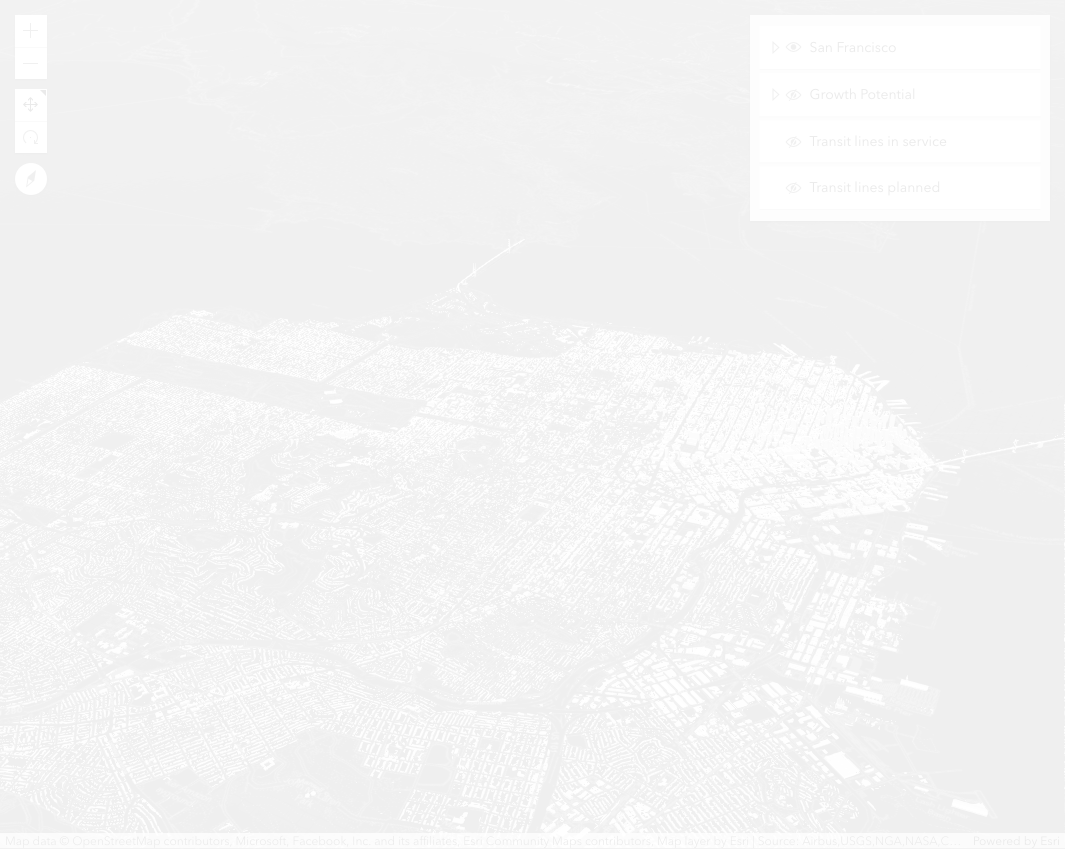 San Francisco
Growth Potential
Transit lines in service
Transit lines planned
Map data © OpenStreetMap contributors, Microsoft, Facebook, Inc. and its affiliates, Esri Community Maps contributors, Map layer by Esri | Source: Airbus,USGS,NGA,NASA,C... Powered by Esri